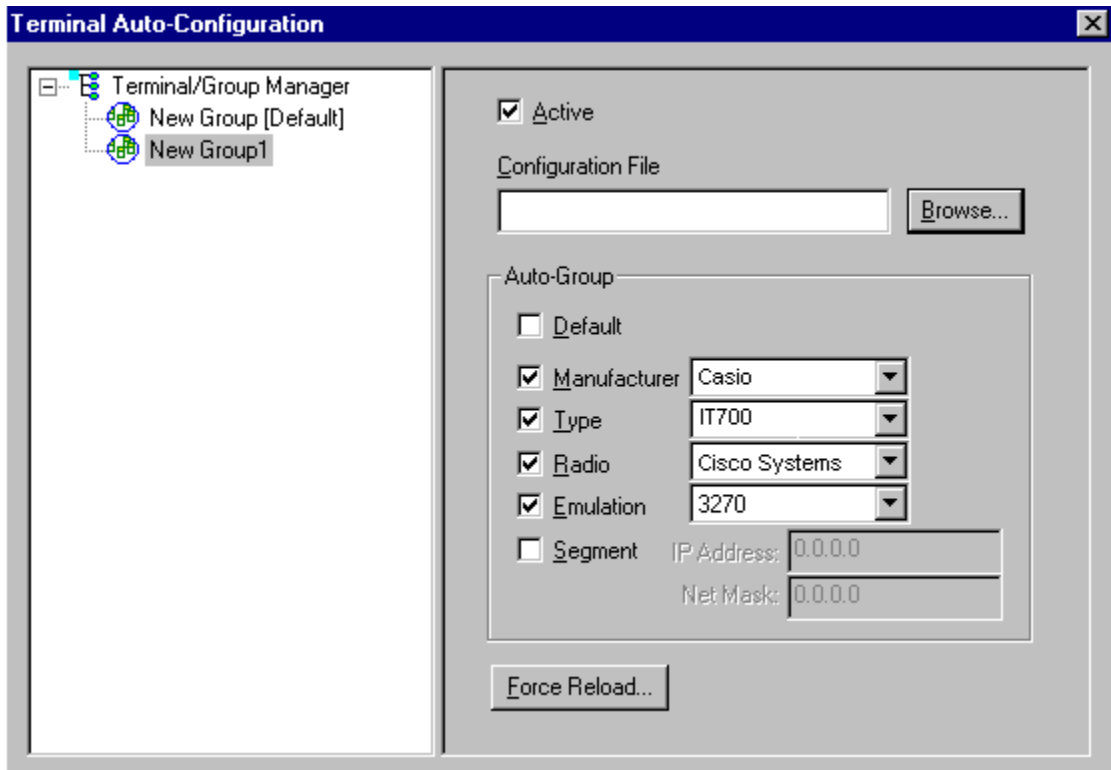 Terminal Auto-Configuration
Terminal/Group Manager
New Group [Default]
New Group1
Active
Configuration File
Browse...
Auto-Group
Default
Manufacturer Casio
Type IT700
Radio Cisco Systems
Emulation 3270
Segment IP Address: 0.0.0.0
Net Mask: 0.0.0.0
Force Reload...